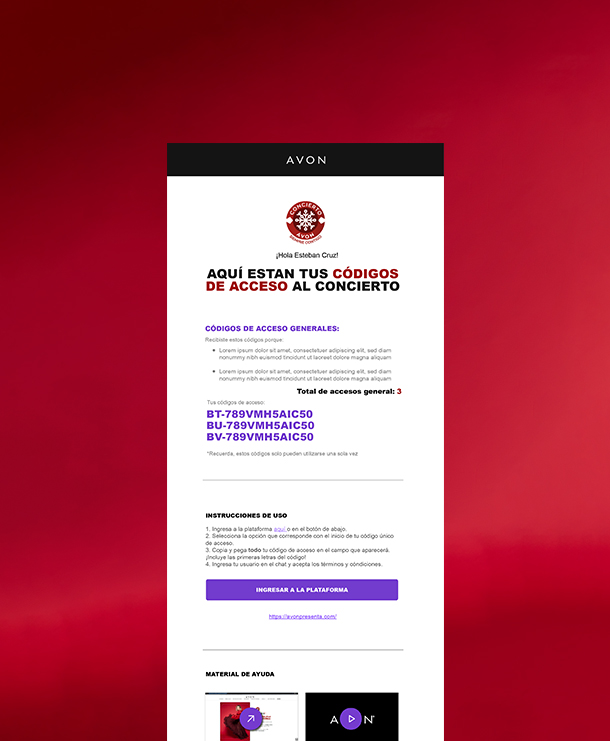 AVON
CONCIERTO
AVON
SIEMPRE CONTIGO
¡Hola Esteban Cruz!
AQUÍ ESTAN TUS CÓDIGOS
DE ACCESO AL CONCIERTO
CÓDIGOS DE ACCESO GENERALES:
Recibiste estos códigos porque:
Lorem ipsum dolor sit amet, consectetuer adipiscing elit, sed diam
nonummy nibh euismod tincidunt ut laoreet dolore magna aliquam
Lorem ipsum dolor sit amet, consectetuer adipiscing elit, sed diam
nonummy nibh euismod tincidunt ut laoreet dolore magna aliquam
Total de accesos general: 3
Tus códigos de acceso:
BT-789VMH5AIC50
BU-789VMH5AIC50
BV-789VMH5AIC50
*Recuerda, estos códigos solo pueden utilizarse una sola vez
INSTRUCCIONES DE USO
1. Ingresa a la plataforma aquí o en el botón de abajo.
2. Selecciona la opción que corresponde con el inicio de tu código único
de acceso.
3. Copia y pega todo tu código de acceso en el campo que aparecerá.
¡Incluye las primeras letras del código!
4. Ingresa tu usuario en el chat y acepta los términos y condiciones.
INGRESAR A LA PLATAFORMA
https://avonpresenta.com/
MATERIAL DE AYUDA
AVON